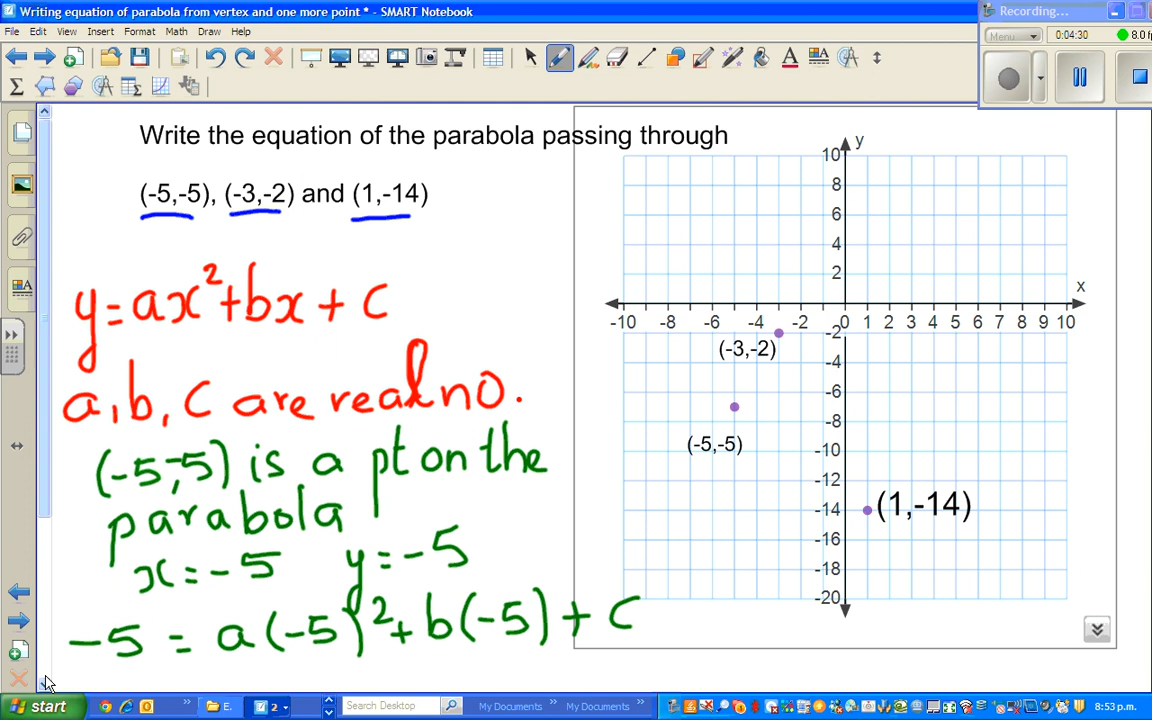 Writing equation of parabola from vertex and one more point * - SMART Notebook
Recording...
File Edit View Insert Format Math Draw Help
Menu
0:04:30
8.0 f
Write the equation of the parabola passing through
(-5,-5), (-3,-2) and (1,-14)
y=ax²+bx+c
a,b,c are real no.
(-5,-5) is a pt on the
parabola
x=-5 y=-5
-5 = a(-5)²+b(-5)+c
y
10
8
6
4
2
x
-10 -8 -6 -4 -2 0 1 2 3 4 5 6 7 8 9 10
-2
(-3,-2)
-4
-6
-8
(-5,-5)
-10
-12
-14
(1,-14)
-16
-18
-20
start
E.
2
Search Desktop
My Documents
My Documents
8:53 p.m.